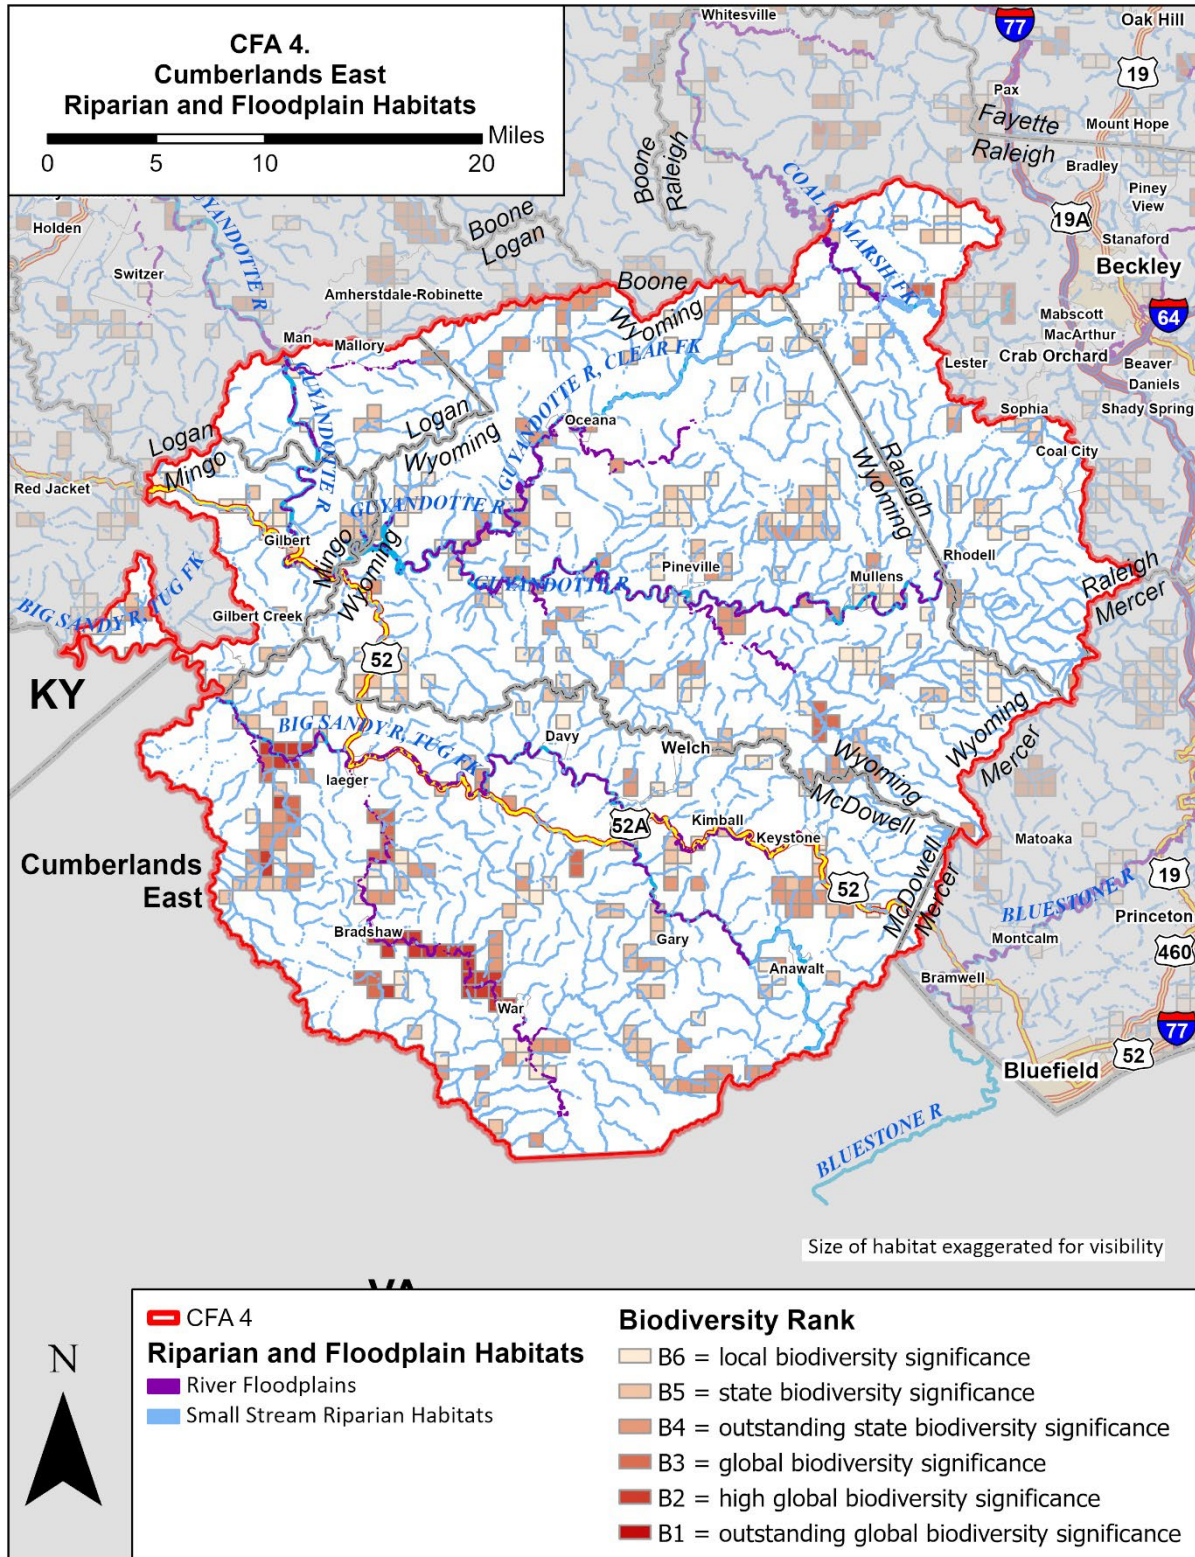 CFA 4.
Cumberlands East
Riparian and Floodplain Habitats
Miles
0 5 10 20
Whitesville
77
Oak Hill
19
Pax
Fayette
Raleigh
Mount Hope
Bradley
Piney
View
19A
Stanaford
Beckley
Boone
Raleigh
COAL R, MARSH FK
Holden
GUYANDOTTE R
Switzer
Boone
Logan
Amherstdale-Robinette
Boone
Wyoming
64
Mabscott
MacArthur
Crab Orchard
Beaver
Daniels
Lester
Shady Spring
Sophia
Coal City
Man
Mallory
GUYANDOTTE R, CLEAR FK
Oceana
GUYANDOTTE R
Logan
Wyoming
Logan
Mingo
Red Jacket
GUYANDOTTE R
Raleigh
Wyoming
Gilbert
Mingo
Wyoming
GUYANDOTTE R
Pineville
Mullens
Rhodell
Raleigh
Mercer
BIG SANDY R, TUG FK
Gilbert Creek
52
KY
BIG SANDY R, TUG FK
Davy
Welch
Wyoming
McDowell
Wyoming
Mercer
Iaeger
52A
Kimball
Keystone
Matoaka
Cumberlands
East
52
McDowell
Mercer
19
BLUESTONE R
Princeton
Bradshaw
Gary
Montcalm
460
Anawalt
Bramwell
War
77
52
Bluefield
BLUESTONE R
Size of habitat exaggerated for visibility
N
CFA 4
Riparian and Floodplain Habitats
River Floodplains
Small Stream Riparian Habitats
Biodiversity Rank
B6 = local biodiversity significance
B5 = state biodiversity significance
B4 = outstanding state biodiversity significance
B3 = global biodiversity significance
B2 = high global biodiversity significance
B1 = outstanding global biodiversity significance